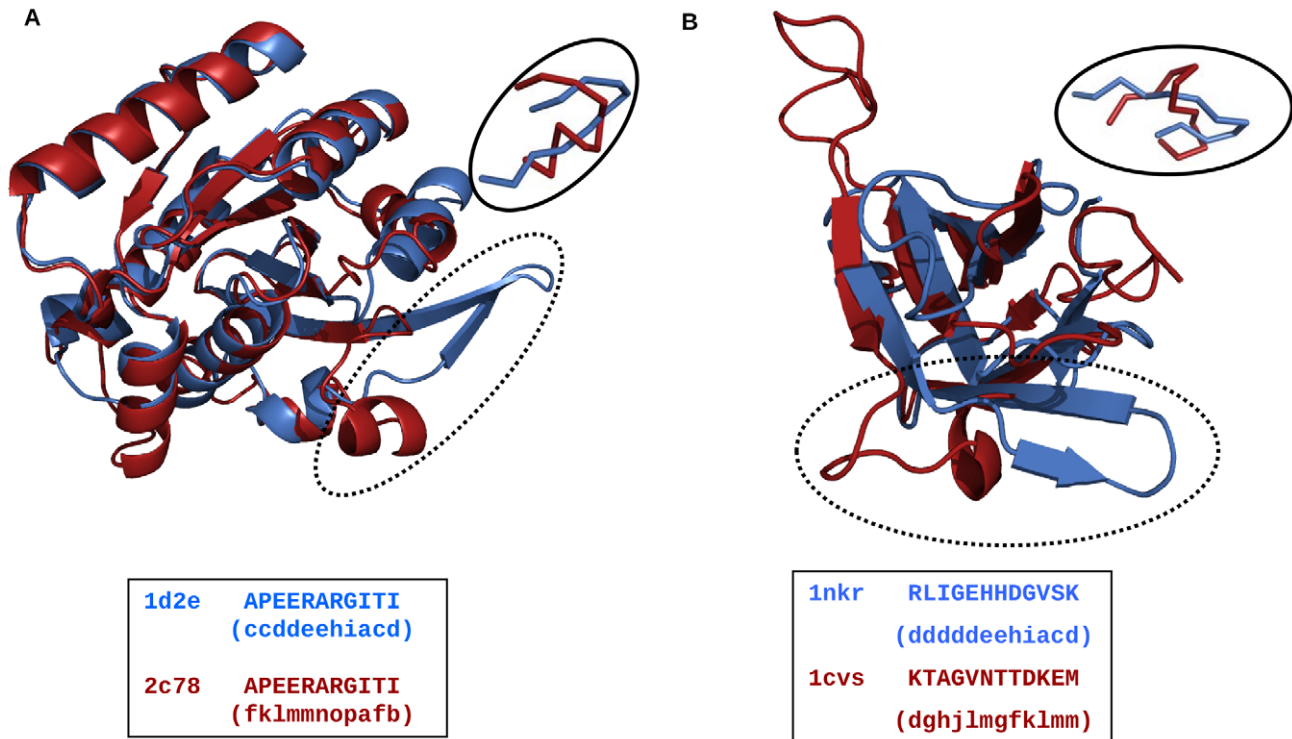 A
B
1d2e APEERARGITI
(ccddeehiacd)
2c78 APEERARGITI
(fklmmnopafb)
1nkr RLIGEHHDGVSK
(dddddeehiacd)
1cvs KTAGVNTTDKEM
(dghjlmgfklmm)